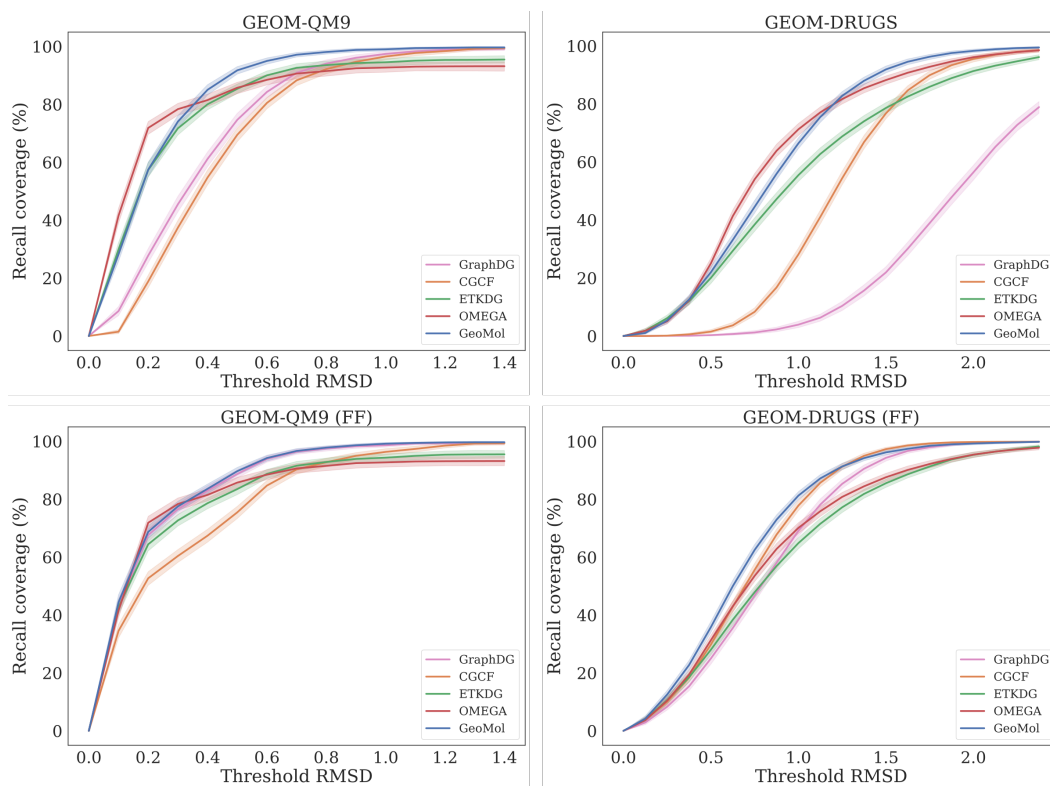 GEOM-QM9
100
80
60
40
20
0
Recall coverage (%)
GraphDG
CGCF
ETKDG
OMEGA
GeoMol
0.0 0.2 0.4 0.6 0.8 1.0 1.2 1.4
Threshold RMSD
GEOM-DRUGS
100
80
60
40
20
0
Recall coverage (%)
GraphDG
CGCF
ETKDG
OMEGA
GeoMol
0.0 0.5 1.0 1.5 2.0
Threshold RMSD
GEOM-QM9 (FF)
100
80
60
40
20
0
Recall coverage (%)
GraphDG
CGCF
ETKDG
OMEGA
GeoMol
0.0 0.2 0.4 0.6 0.8 1.0 1.2 1.4
Threshold RMSD
GEOM-DRUGS (FF)
100
80
60
40
20
0
Recall coverage (%)
GraphDG
CGCF
ETKDG
OMEGA
GeoMol
0.0 0.5 1.0 1.5 2.0
Threshold RMSD